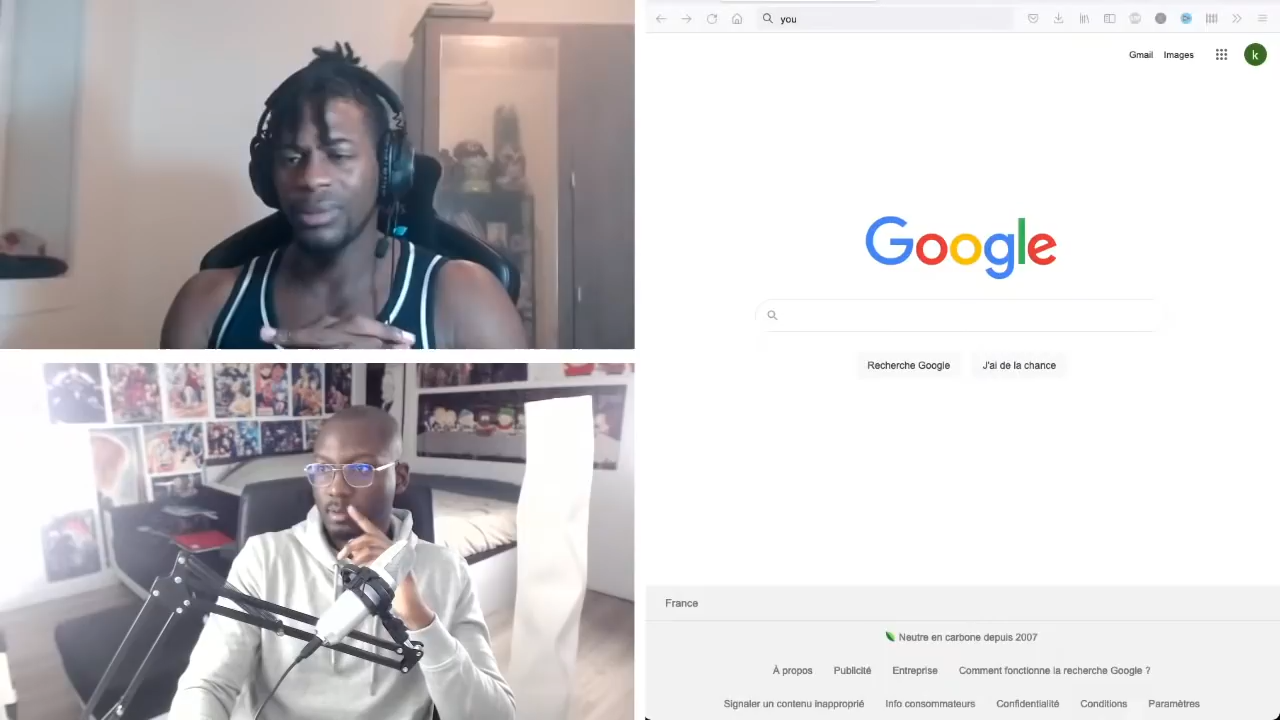 you
Gmail Images
k
Google
Recherche Google J'ai de la chance
France
Neutre en carbone depuis 2007
À propos Publicité Entreprise Comment fonctionne la recherche Google ?
Signaler un contenu inapproprié Info consommateurs Confidentialité Conditions Paramètres